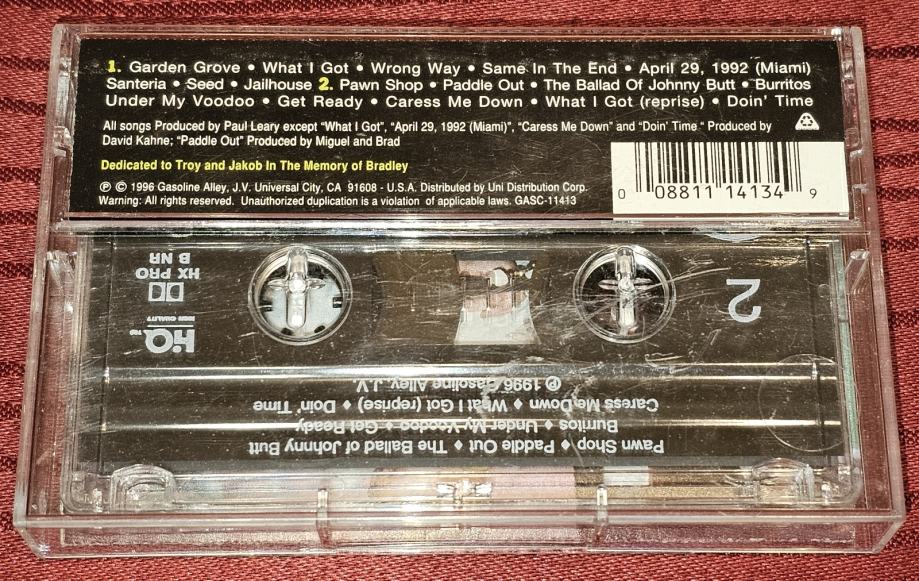 1. Garden Grove • What I Got • Wrong Way • Same In The End • April 29, 1992 (Miami)
Santeria • Seed • Jailhouse 2. Pawn Shop • Paddle Out • The Ballad Of Johnny Butt • Burritos
Under My Voodoo • Get Ready • Caress Me Down • What I Got (reprise) • Doin' Time
All songs Produced by Paul Leary except "What I Got", "April 29, 1992 (Miami)", "Caress Me Down" and "Doin' Time " Produced by
David Kahne; "Paddle Out" Produced by Miguel and Brad
Dedicated to Troy and Jakob In The Memory of Bradley
℗ © 1996 Gasoline Alley, J.V. Universal City, CA 91608 - U.S.A. Distributed by Uni Distribution Corp.
Warning: All rights reserved. Unauthorized duplication is a violation of applicable laws. GASC-11413
0 08811 14134 9
Pawn Shop ♦ Paddle Out ♦ The Ballad of Johnny Butt
Burritos ♦ Under My Voodoo ♦ Get Ready
Caress Me Down ♦ What I Got (reprise) ♦ Doin' Time
℗ 1996 Gasoline Alley, J.V.
2
HiQ
HIGH QUALITY
HX PRO
B NR